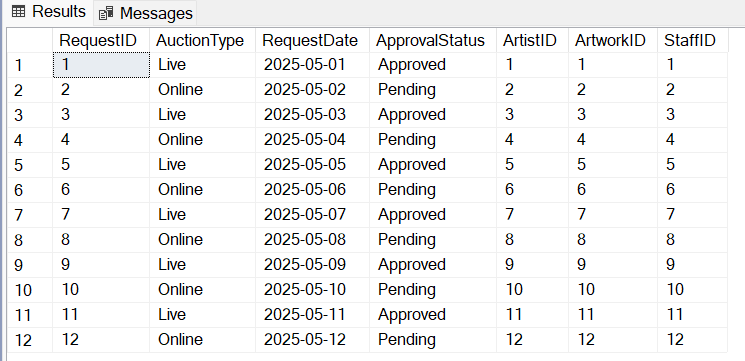 Results Messages
RequestID AuctionType RequestDate ApprovalStatus ArtistID ArtworkID StaffID
1 1 Live 2025-05-01 Approved 1 1 1
2 2 Online 2025-05-02 Pending 2 2 2
3 3 Live 2025-05-03 Approved 3 3 3
4 4 Online 2025-05-04 Pending 4 4 4
5 5 Live 2025-05-05 Approved 5 5 5
6 6 Online 2025-05-06 Pending 6 6 6
7 7 Live 2025-05-07 Approved 7 7 7
8 8 Online 2025-05-08 Pending 8 8 8
9 9 Live 2025-05-09 Approved 9 9 9
10 10 Online 2025-05-10 Pending 10 10 10
11 11 Live 2025-05-11 Approved 11 11 11
12 12 Online 2025-05-12 Pending 12 12 12